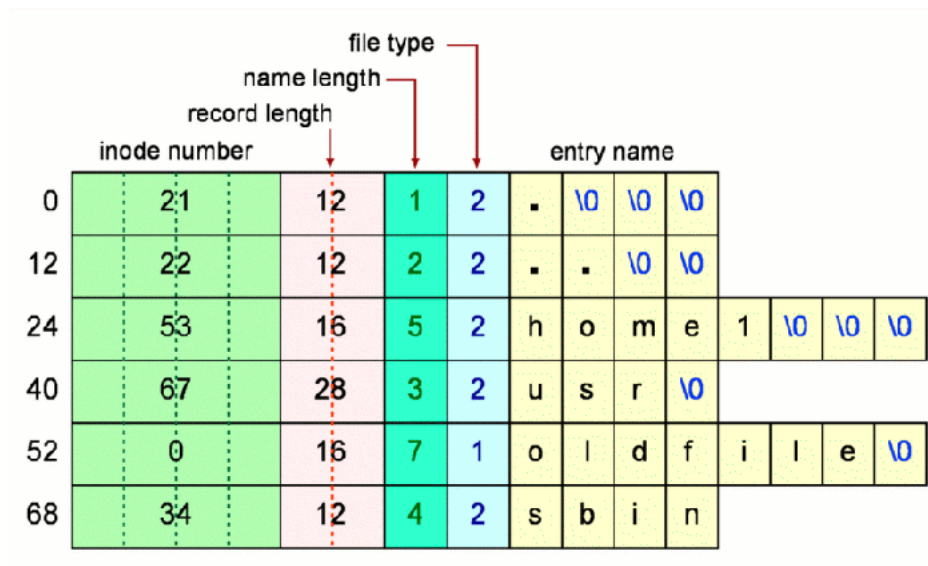 file type
name length
record length
inode number entry name
0 21 12 1 2 . \0 \0 \0
12 22 12 2 2 . . \0 \0
24 53 16 5 2 h o m e 1 \0 \0 \0
40 67 28 3 2 u s r \0
52 0 16 7 1 o l d f i l e \0
68 34 12 4 2 s b i n